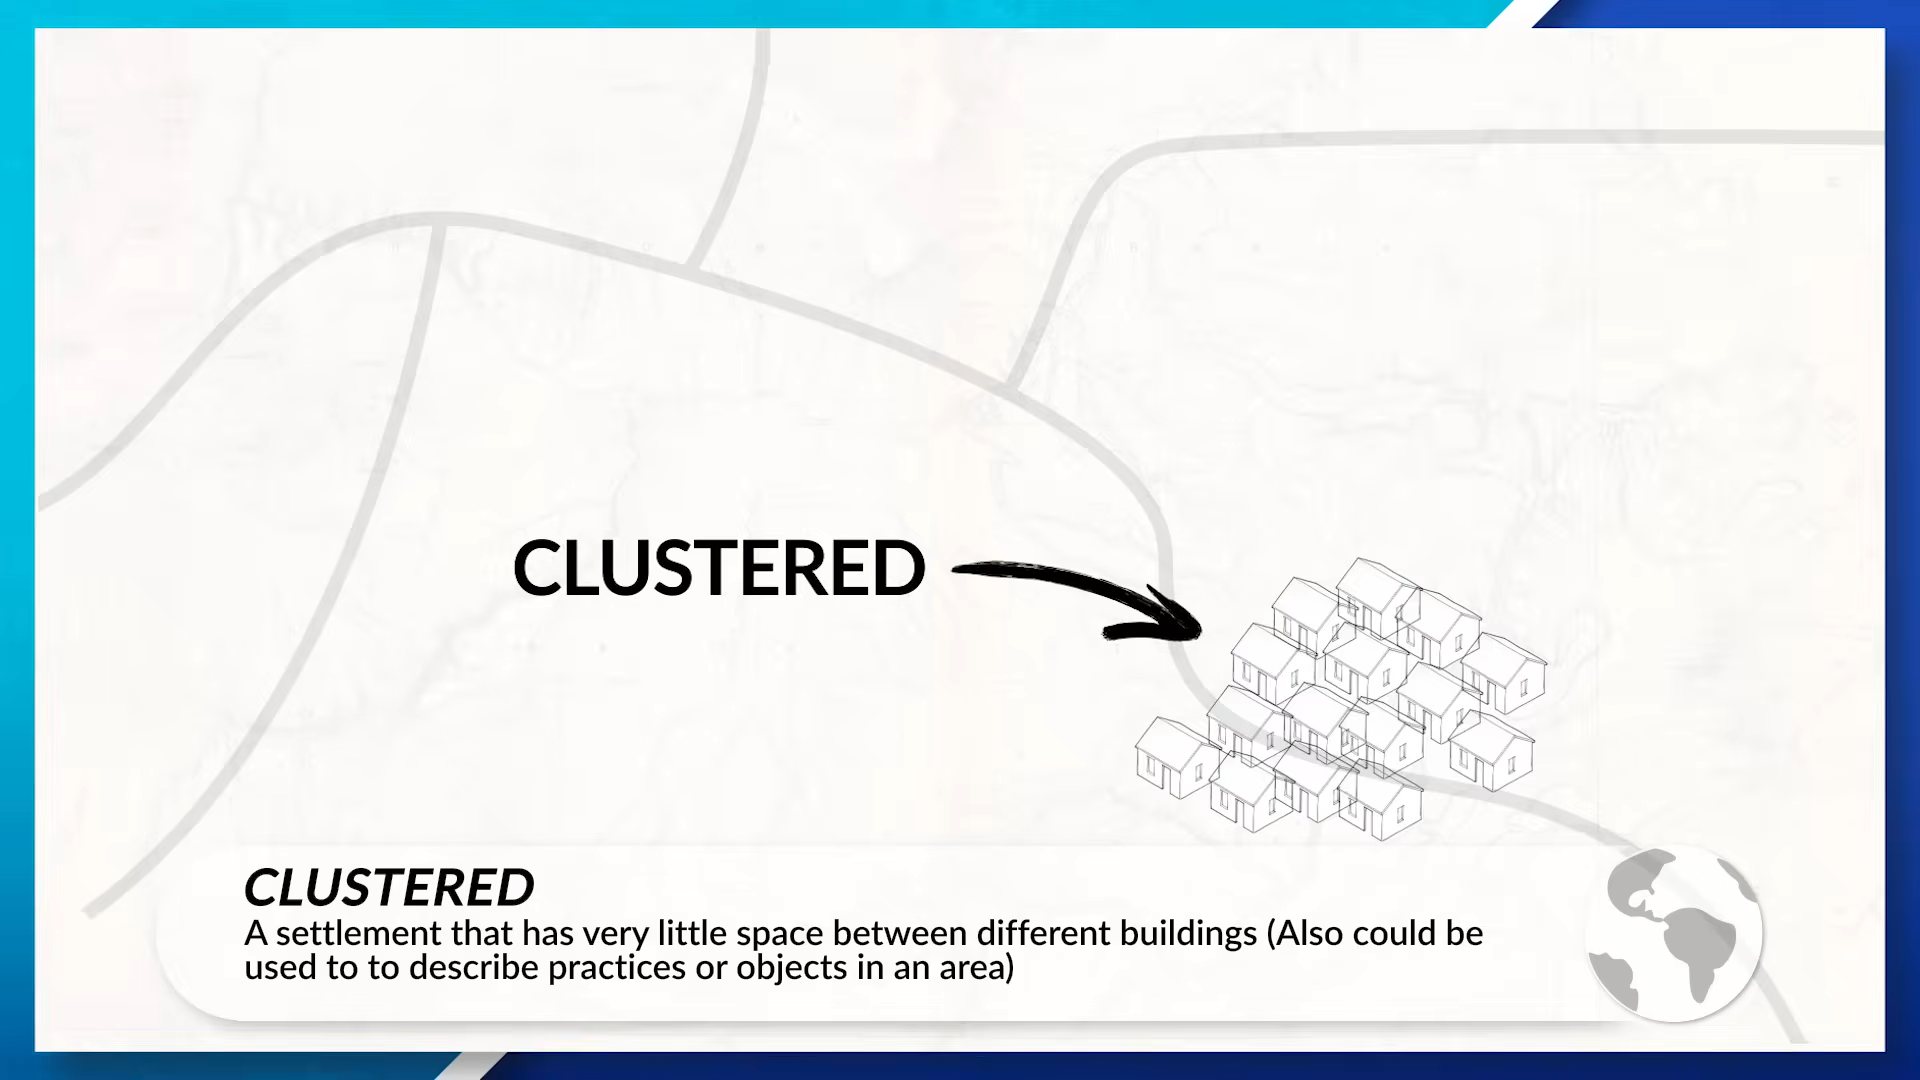 CLUSTERED
CLUSTERED
A settlement that has very little space between different buildings (Also could be
used to to describe practices or objects in an area)